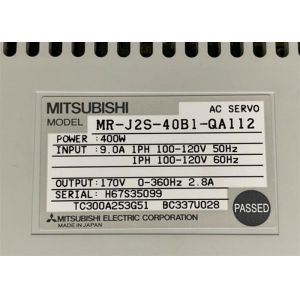 MITSUBISHI AC SERVO
MODEL MR-J2S-40B1-QA112
POWER :400W
INPUT :9.0A 1PH 100-120V 50Hz
1PH 100-120V 60Hz
OUTPUT:170V 0-360Hz 2.8A
SERIAL:H67S35099
TC300A253G51 BC337U028
MITSUBISHI ELECTRIC CORPORATION
MADE IN JAPAN
PASSED